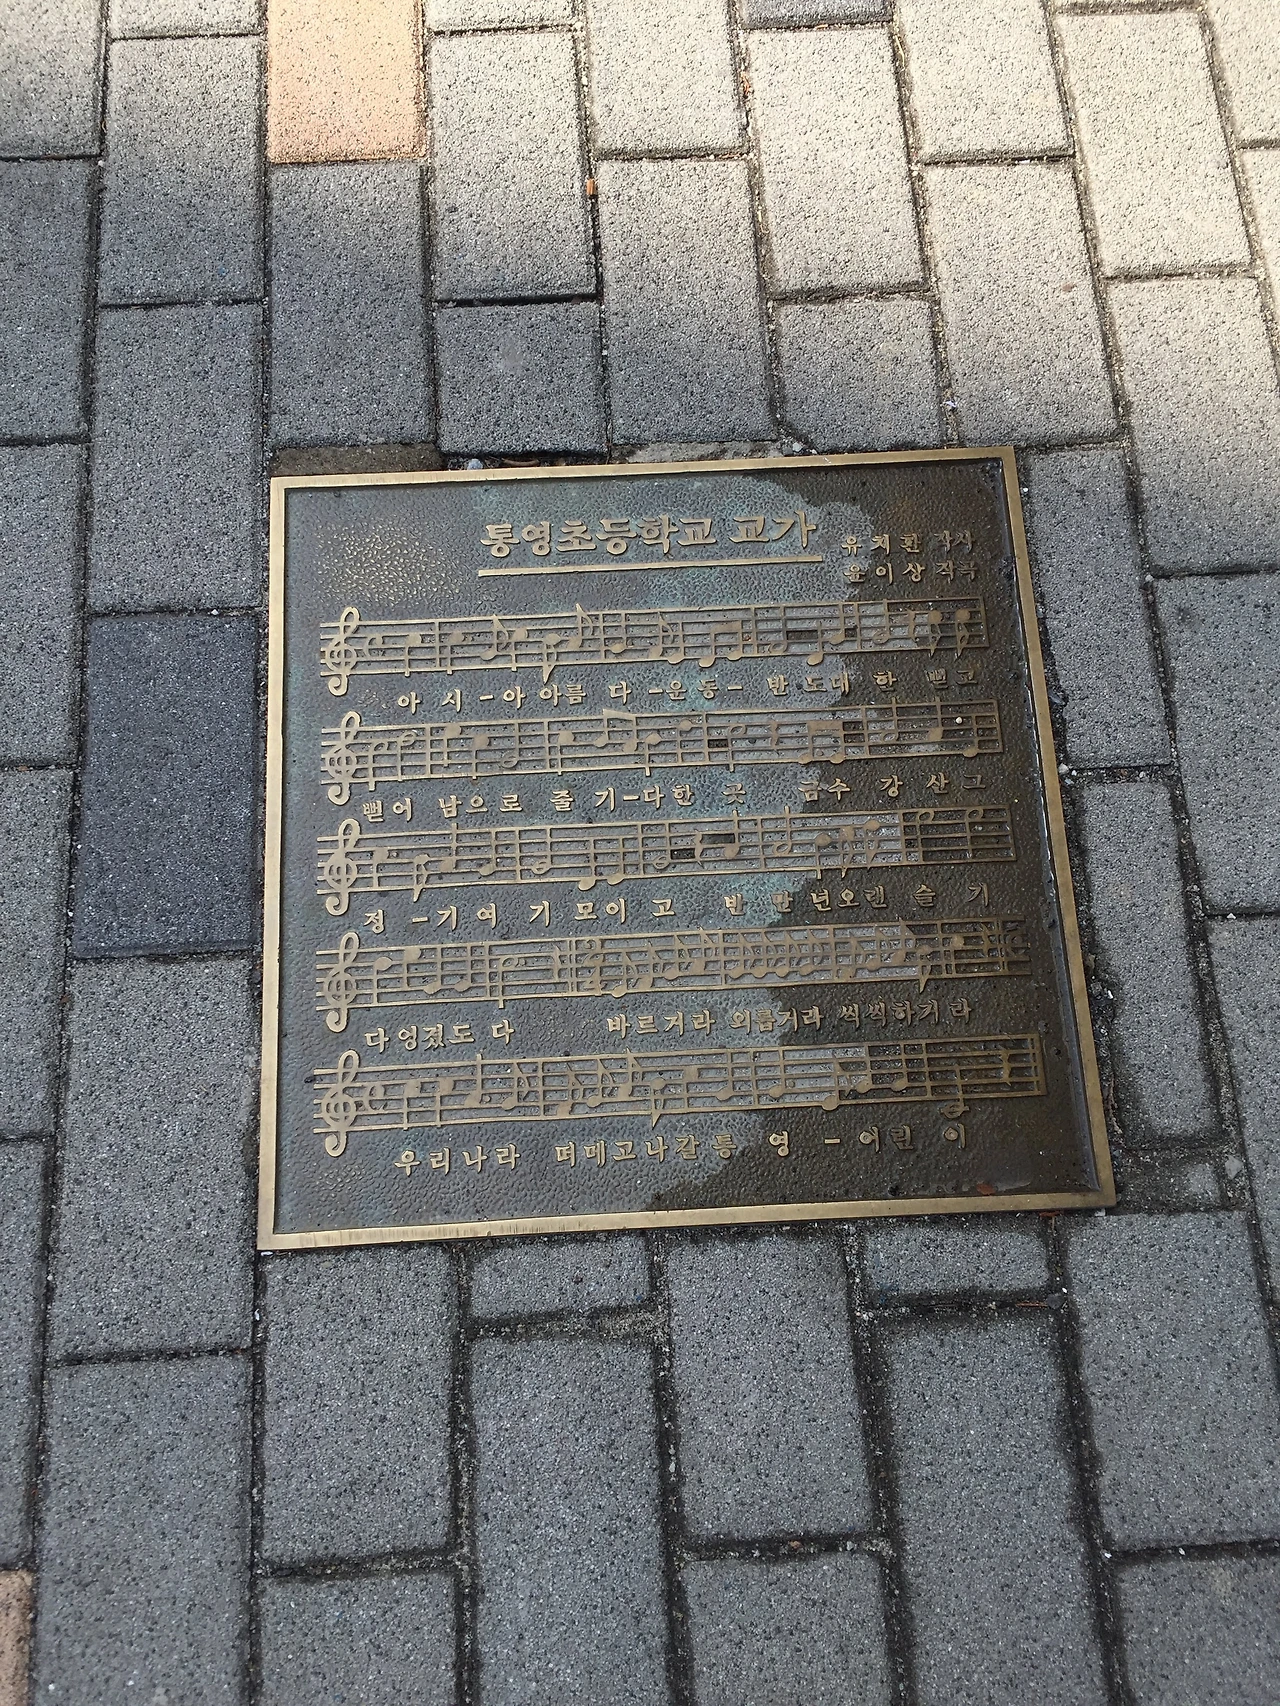 통영초등학교 교가
유치환 작사
윤이상 작곡
아 시 - 아 아름 다 - 운 동 - 반 도대 한 뻗고
뻗어 남으로 줄 기 - 다한 곳 금수 강 산 그
정 - 기 여 기 모이 고 반 만 년오랜 슬 기
다 엉겼도 다 바르거라 외롭거라 씩씩하거라
우리나라 떠메고나갈통 영 - 어린 이